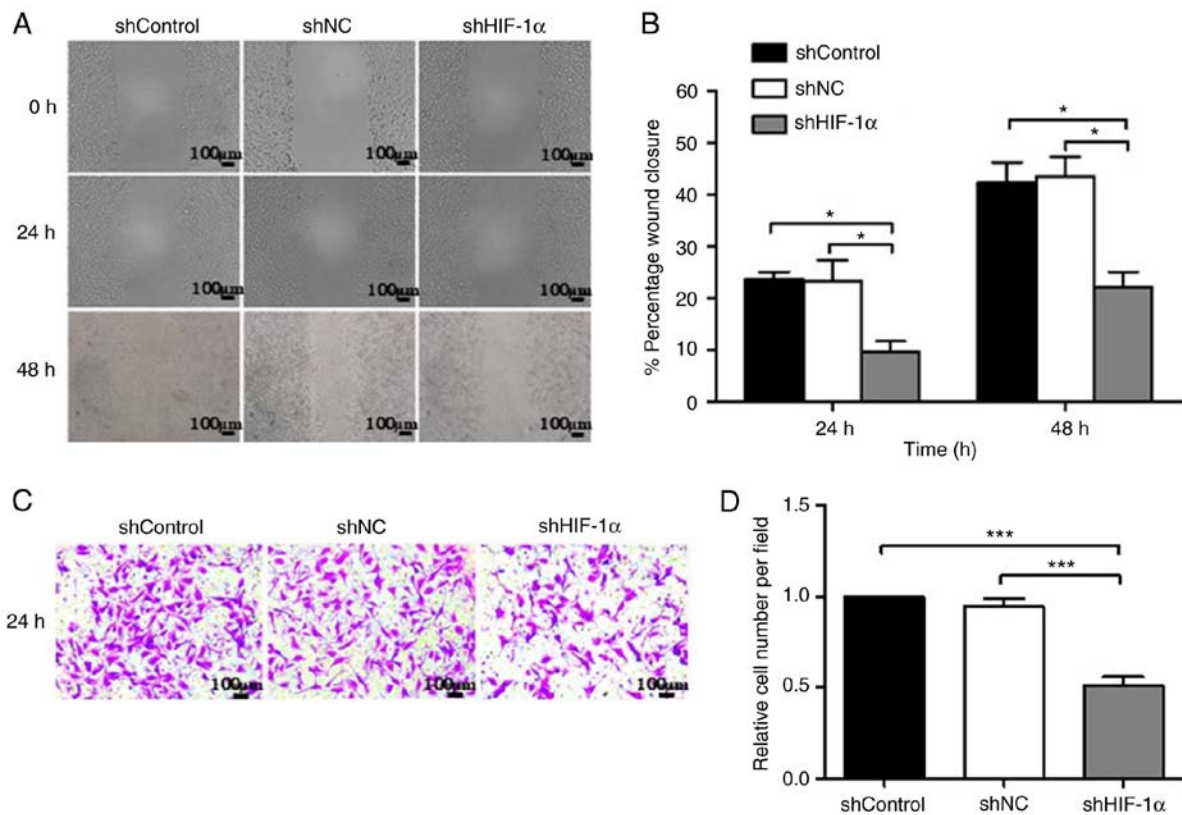 A
shControl shNC shHIF-1α
0 h
100µm 100µm 100µm
24 h
100µm 100µm 100µm
48 h
100µm 100µm 100µm
B
shControl
shNC
shHIF-1α
% Percentage wound closure
60
50
40
30
20
10
0
* * * *
24 h 48 h
Time (h)
C
shControl shNC shHIF-1α
24 h
100µm 100µm 100µm
D
Relative cell number per field
1.5
1.0
0.5
0.0
***
***
shControl shNC shHIF-1α